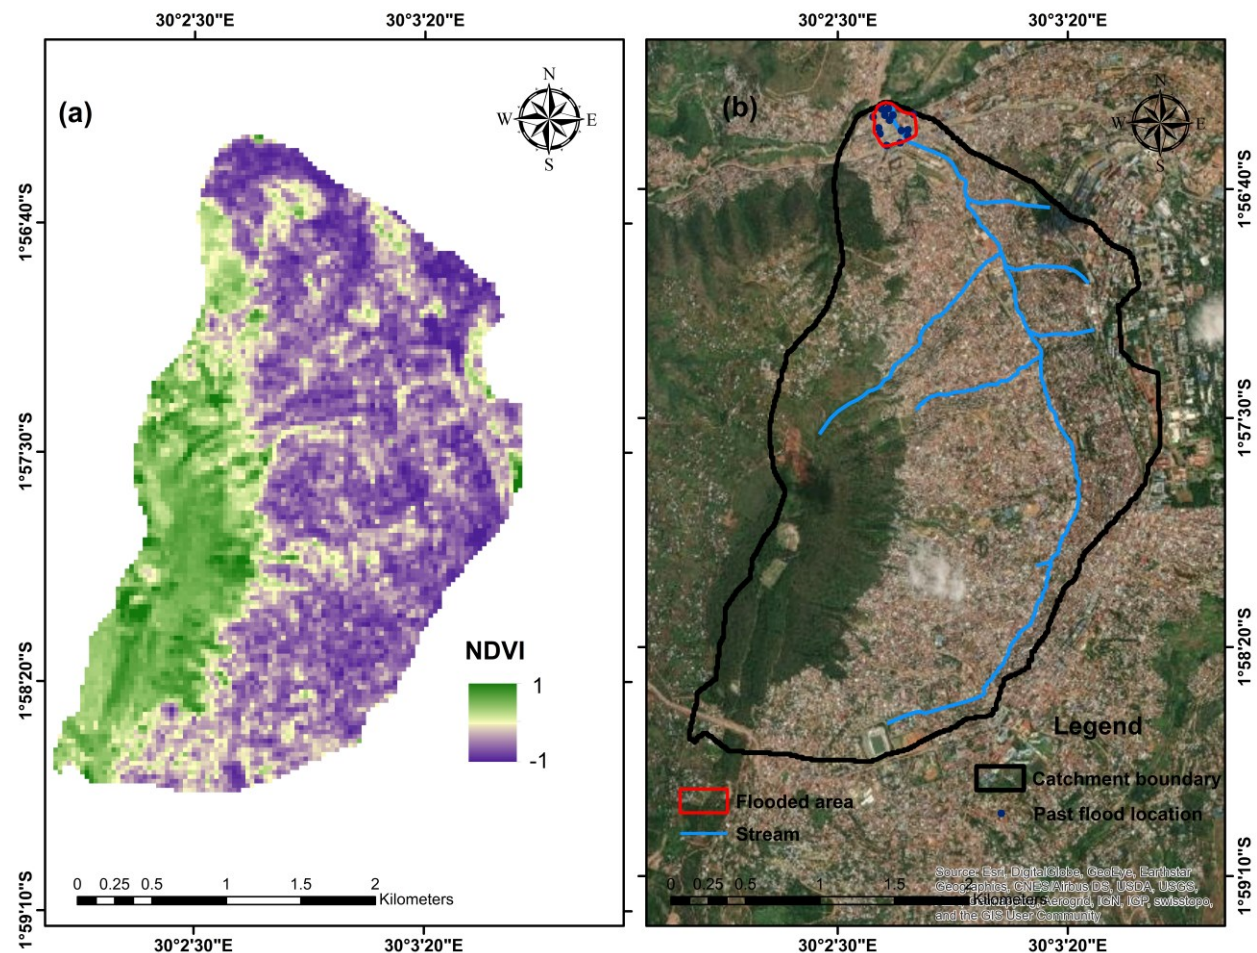 30°2'30"E
30°3'20"E
30°2'30"E
30°3'20"E
(a)
N
W
E
S
(b)
N
W
E
S
1°56'40"S
1°57'30"S
1°58'20"S
1°59'10"S
1°56'40"S
1°57'30"S
1°58'20"S
1°59'10"S
NDVI
1
-1
Legend
Catchment boundary
Flooded area
Past flood location
Stream
0 0.25 0.5 1 1.5 2
Kilometers
0 0.25 0.5 1 1.5 2
Kilometers
Source: Esri, DigitalGlobe, GeoEye, Earthstar
Geographics, CNES/Airbus DS, USDA, USGS,
Aerogrid, IGN, IGP, swisstopo,
and the GIS User Community
30°2'30"E
30°3'20"E
30°2'30"E
30°3'20"E